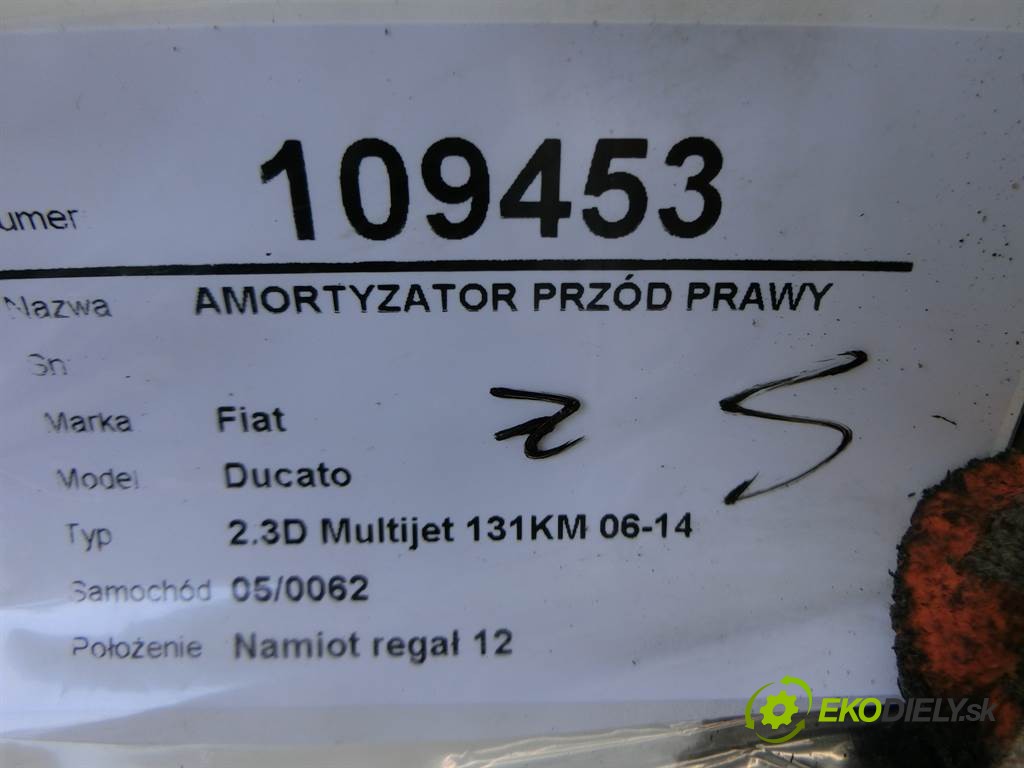 umer 109453
Nazwa AMORTYZATOR PRZÓD PRAWY
Sn
Marka Fiat
Model Ducato
Typ 2.3D Multijet 131KM 06-14
Samochód 05/0062
Położenie Namiot regał 12
EKODIELY.sk